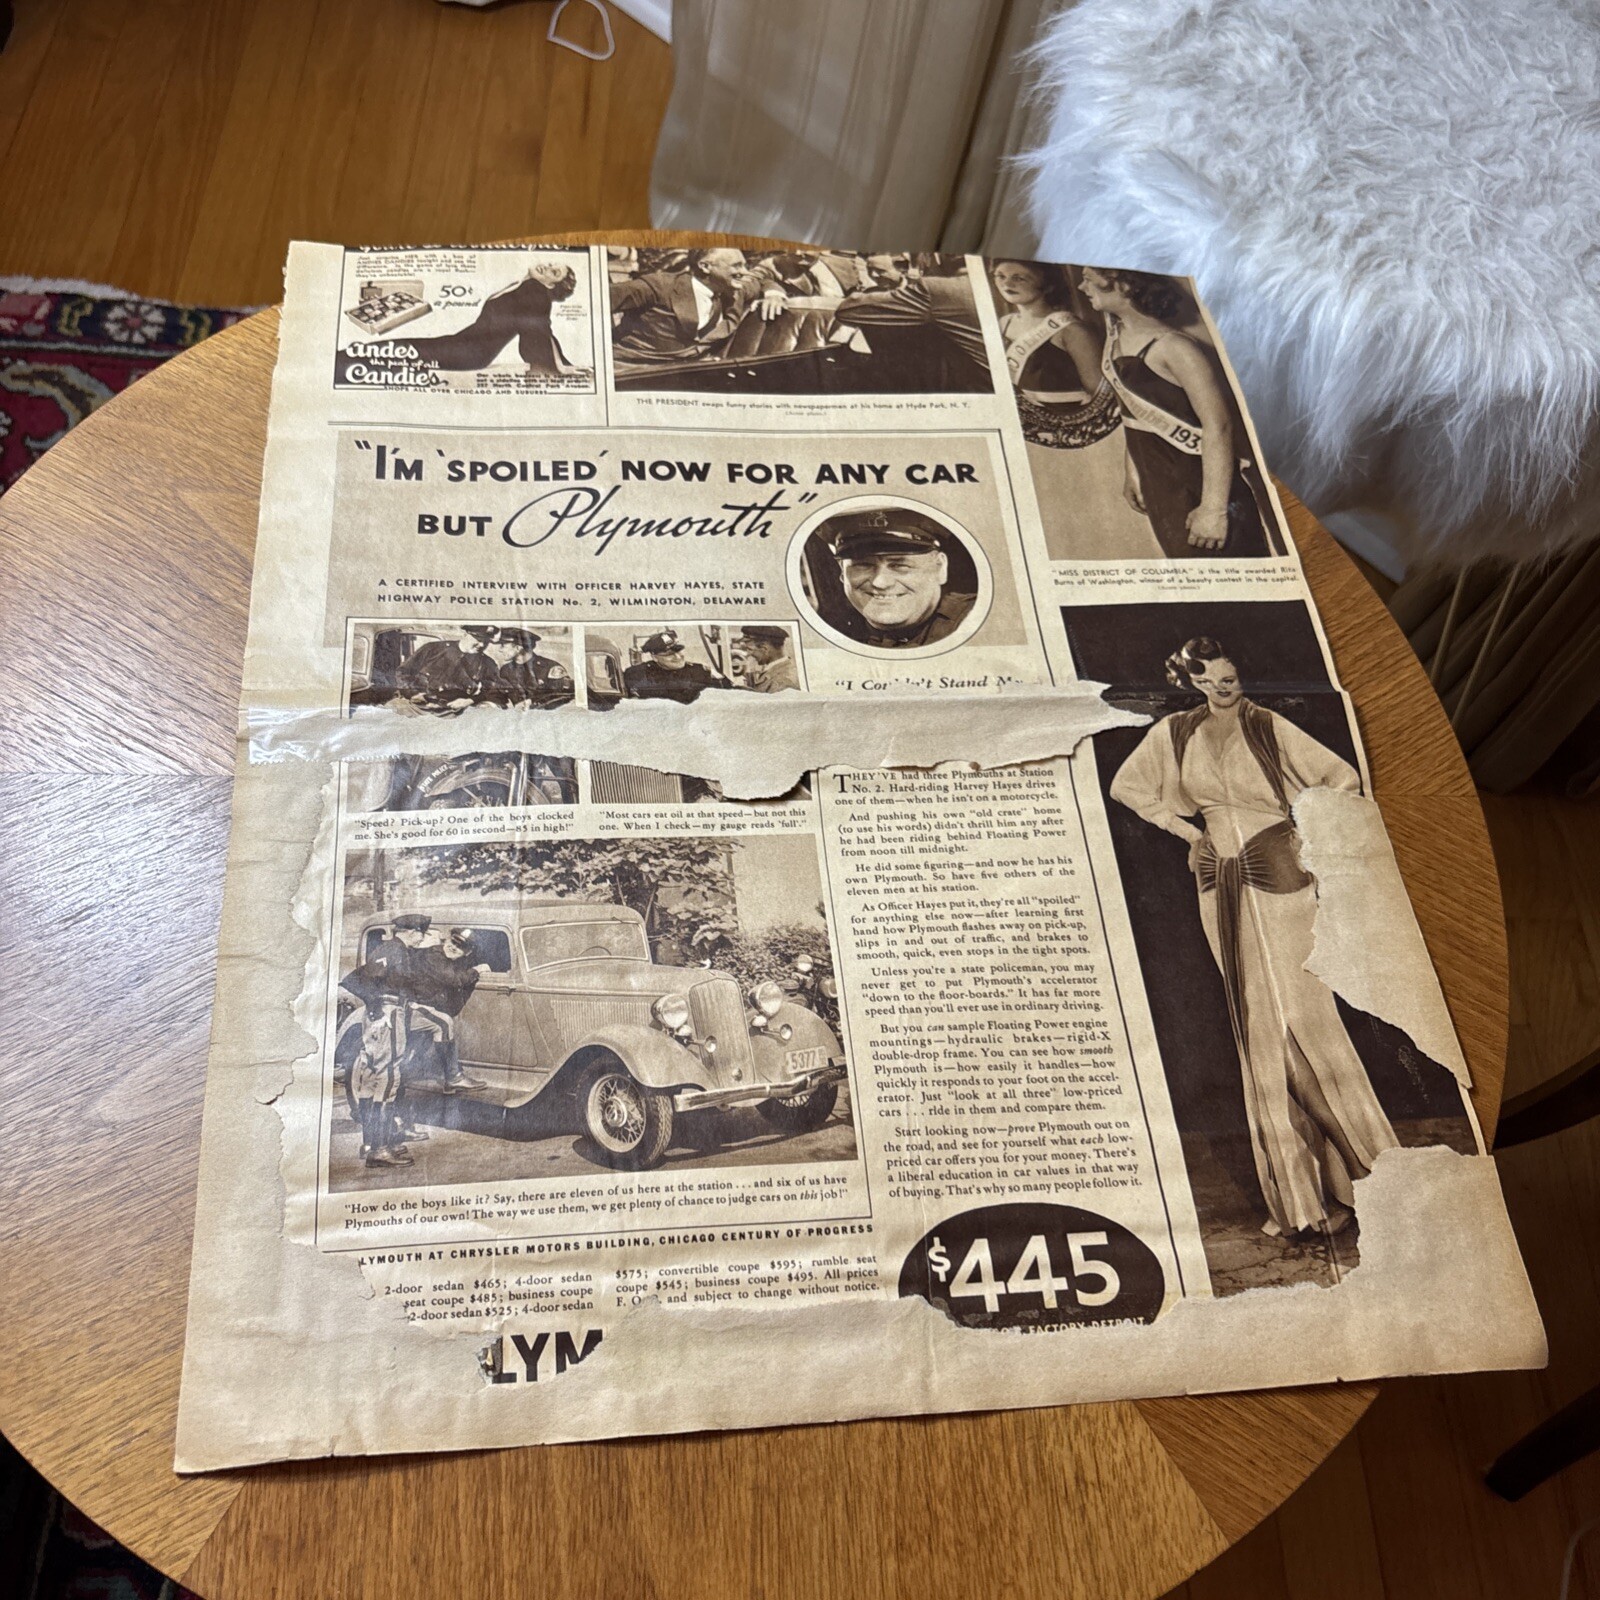 50¢
a pound
Andes
the peak of all
Candies
SHOPS ALL OVER CHICAGO AND SUBURBS
THE PRESIDENT swaps funny stories with newspapermen at his home at Hyde Park, N. Y.
193
"MISS DISTRICT OF COLUMBIA" is the title awarded Rita
Burns of Washington, winner of a beauty contest in the capital.
"I'M 'SPOILED' NOW FOR ANY CAR
BUT Plymouth"
A CERTIFIED INTERVIEW WITH OFFICER HARVEY HAYES, STATE
HIGHWAY POLICE STATION No. 2, WILMINGTON, DELAWARE
"I Couldn't Stand
"Speed? Pick-up? One of the boys clocked
me. She's good for 60 in second—85 in high!"
"Most cars eat oil at that speed—but not this
one. When I check—my gauge reads 'full'."
5377
"How do the boys like it? Say, there are eleven of us here at the station . . . and six of us have
Plymouths of our own! The way we use them, we get plenty of chance to judge cars on this job!"
THEY'VE had three Plymouths at Station
No. 2. Hard-riding Harvey Hayes drives
one of them—when he isn't on a motorcycle.
And pushing his own "old crate" home
(to use his words) didn't thrill him any after
he had been riding behind Floating Power
from noon till midnight.
He did some figuring—and now he has his
own Plymouth. So have five others of the
eleven men at his station.
As Officer Hayes put it, they're all "spoiled"
for anything else now—after learning first
hand how Plymouth flashes away on pick-up,
slips in and out of traffic, and brakes to
smooth, quick, even stops in the tight spots.
Unless you're a state policeman, you may
never get to put Plymouth's accelerator
"down to the floor-boards." It has far more
speed than you'll ever use in ordinary driving.
But you can sample Floating Power engine
mountings—hydraulic brakes—rigid-X
double-drop frame. You can see how smooth
Plymouth is—how easily it handles—how
quickly it responds to your foot on the accel-
erator. Just "look at all three" low-priced
cars . . . ride in them and compare them.
Start looking now—prove Plymouth out on
the road, and see for yourself what each low-
priced car offers you for your money. There's
a liberal education in car values in that way
of buying. That's why so many people follow it.
LYMOUTH AT CHRYSLER MOTORS BUILDING, CHICAGO CENTURY OF PROGRESS
2-door sedan $465; 4-door sedan
seat coupe $485; business coupe
2-door sedan $525; 4-door sedan
$575; convertible coupe $595; rumble seat
coupe $545; business coupe $495. All prices
F. O. and subject to change without notice.
$445
FACTORY DETROIT
LYM